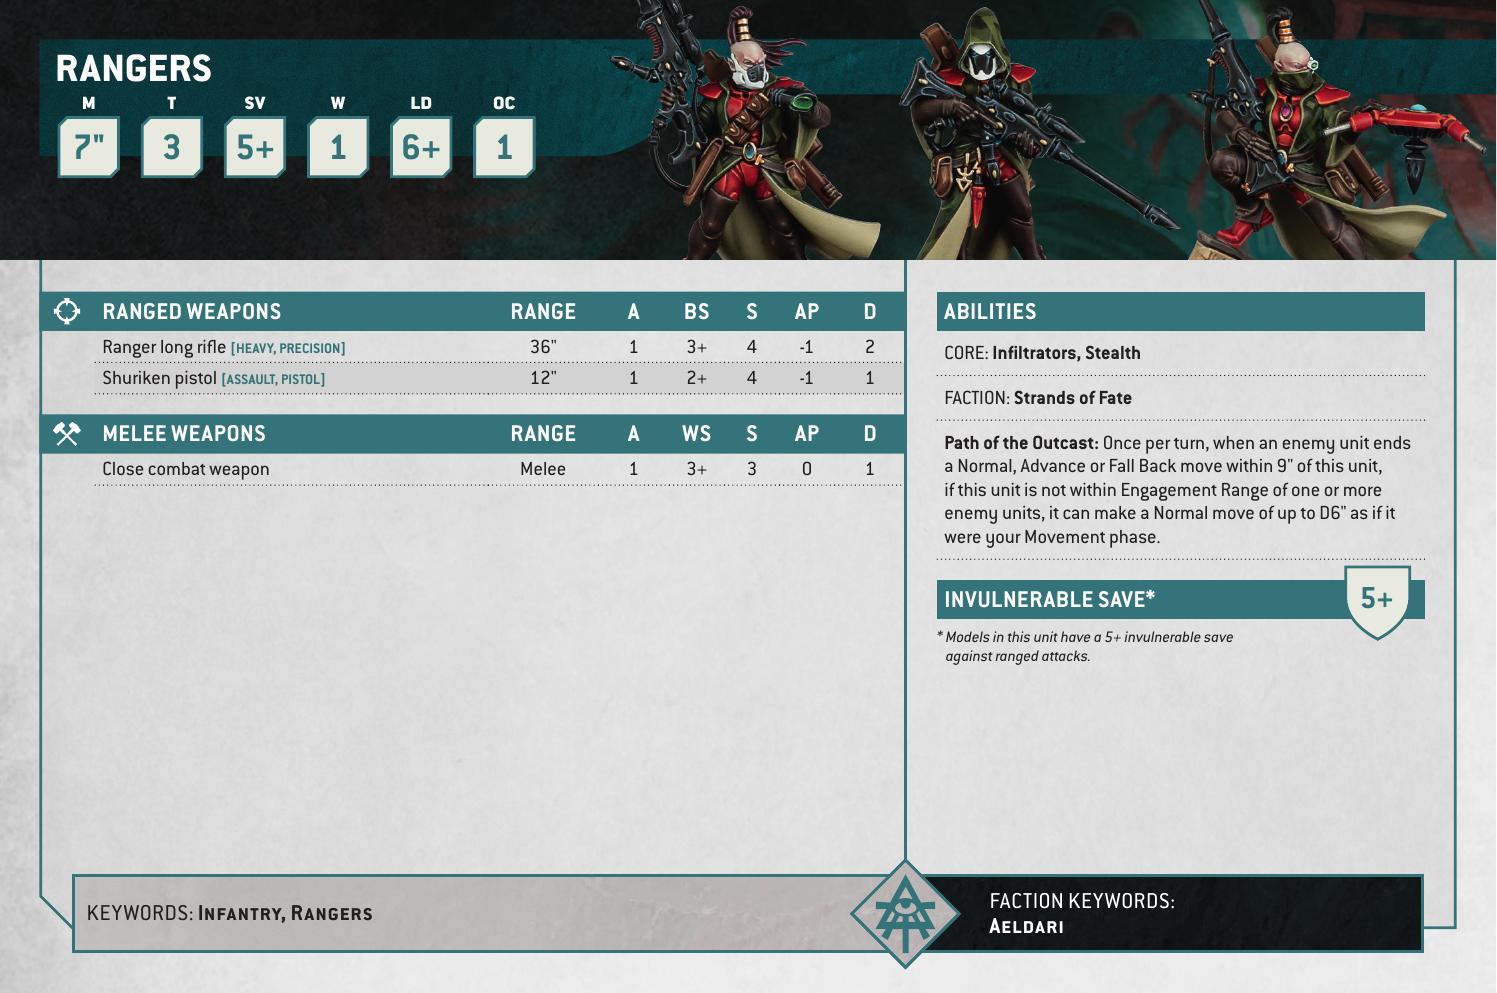 RANGERS
M T SV W LD OC
7" 3 5+ 1 6+ 1
RANGED WEAPONS RANGE A BS S AP D
Ranger long rifle [HEAVY, PRECISION] 36" 1 3+ 4 -1 2
Shuriken pistol [ASSAULT, PISTOL] 12" 1 2+ 4 -1 1
MELEE WEAPONS RANGE A WS S AP D
Close combat weapon Melee 1 3+ 3 0 1
ABILITIES
CORE: Infiltrators, Stealth
FACTION: Strands of Fate
Path of the Outcast: Once per turn, when an enemy unit ends
a Normal, Advance or Fall Back move within 9" of this unit,
if this unit is not within Engagement Range of one or more
enemy units, it can make a Normal move of up to D6" as if it
were your Movement phase.
INVULNERABLE SAVE* 5+
* Models in this unit have a 5+ invulnerable save
against ranged attacks.
KEYWORDS: INFANTRY, RANGERS
FACTION KEYWORDS:
AELDARI